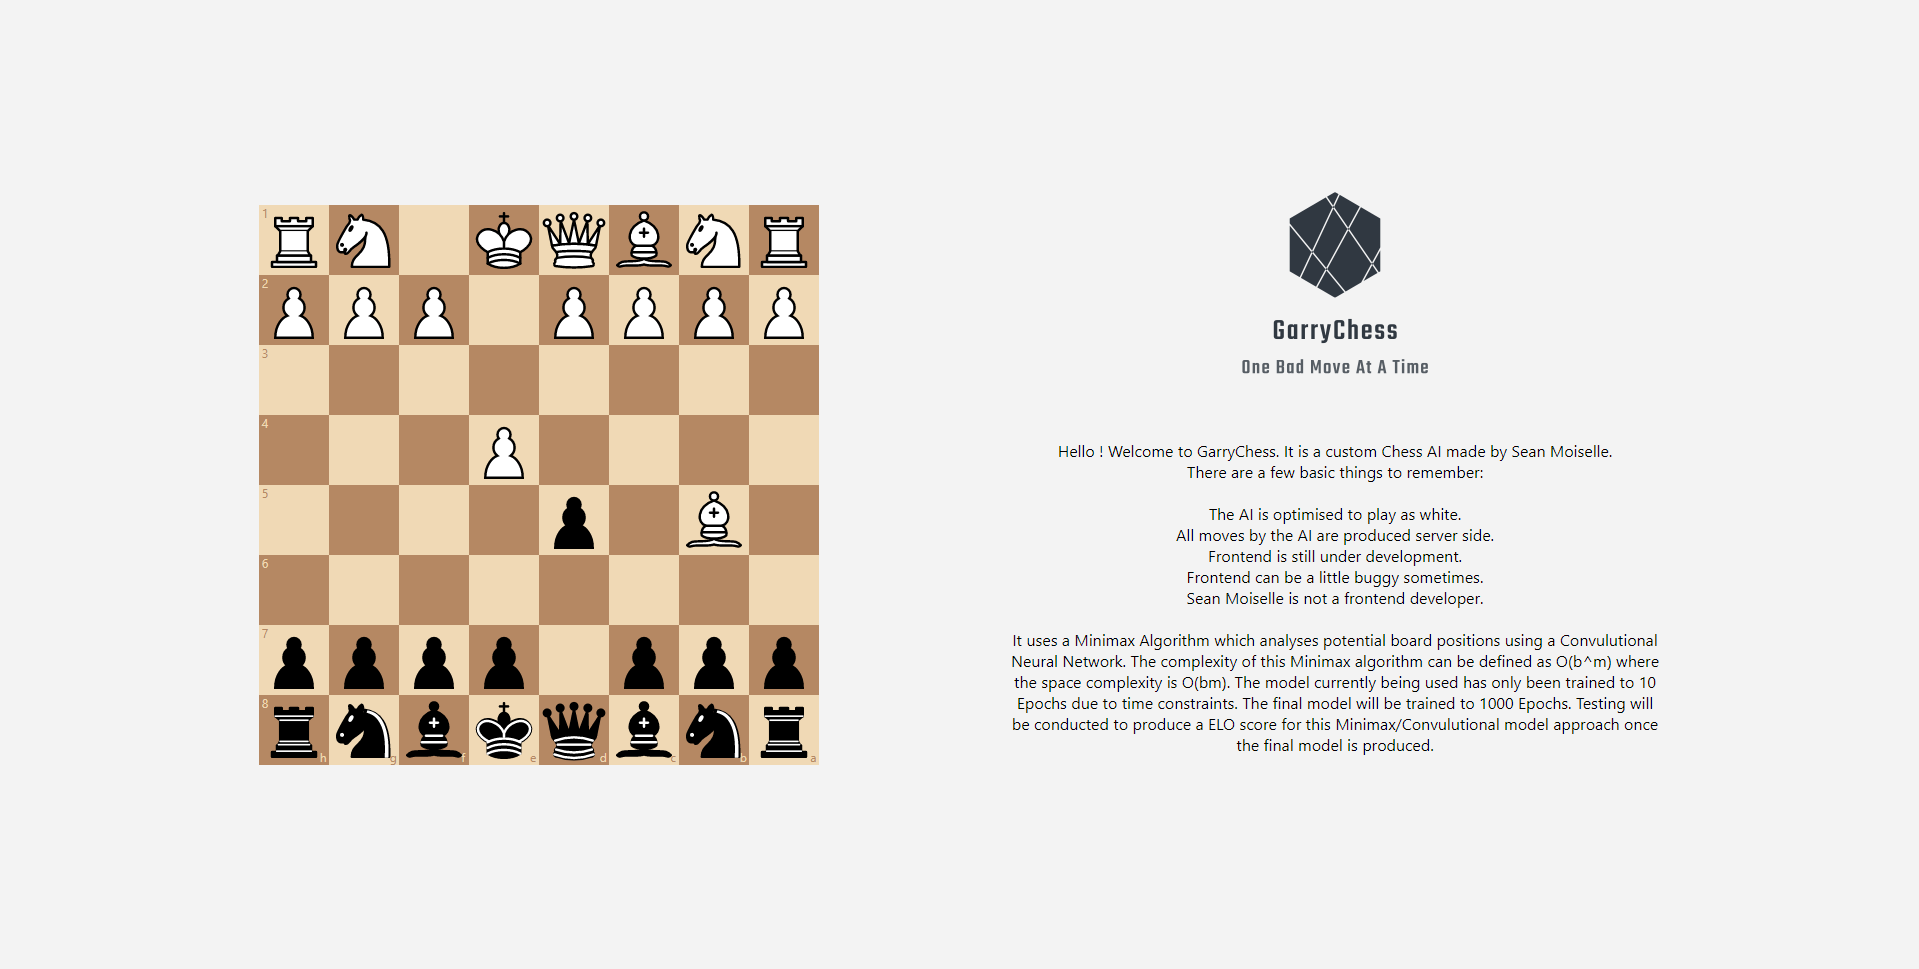 1
2
3
4
5
6
7
8
h g f e d c b a
GarryChess
One Bad Move At A Time
Hello ! Welcome to GarryChess. It is a custom Chess AI made by Sean Moiselle.
There are a few basic things to remember:
The AI is optimised to play as white.
All moves by the AI are produced server side.
Frontend is still under development.
Frontend can be a little buggy sometimes.
Sean Moiselle is not a frontend developer.
It uses a Minimax Algorithm which analyses potential board positions using a Convulutional
Neural Network. The complexity of this Minimax algorithm can be defined as O(b^m) where
the space complexity is O(bm). The model currently being used has only been trained to 10
Epochs due to time constraints. The final model will be trained to 1000 Epochs. Testing will
be conducted to produce a ELO score for this Minimax/Convulutional model approach once
the final model is produced.